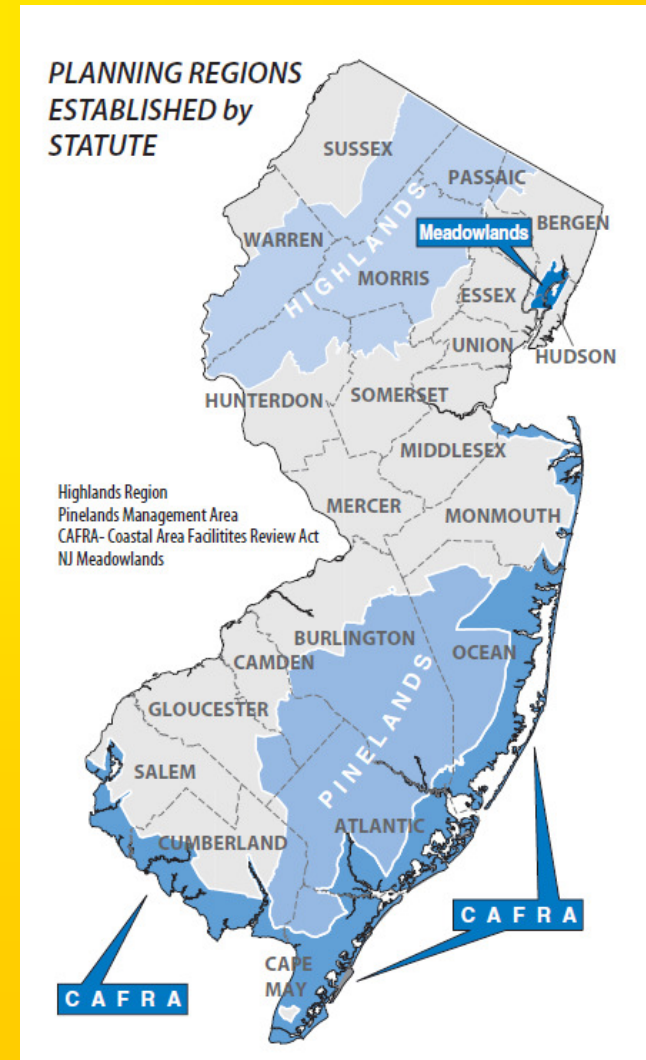 PLANNING REGIONS
ESTABLISHED by
STATUTE
SUSSEX
PASSAIC
BERGEN
Meadowlands
WARREN
HIGHLANDS
MORRIS
ESSEX
UNION
HUDSON
HUNTERDON
SOMERSET
MIDDLESEX
Highlands Region
Pinelands Management Area
CAFRA- Coastal Area Facilitites Review Act
NJ Meadowlands
MERCER
MONMOUTH
BURLINGTON
OCEAN
CAMDEN
GLOUCESTER
PINELANDS
SALEM
ATLANTIC
CUMBERLAND
CAFRA
CAPE
MAY
CAFRA